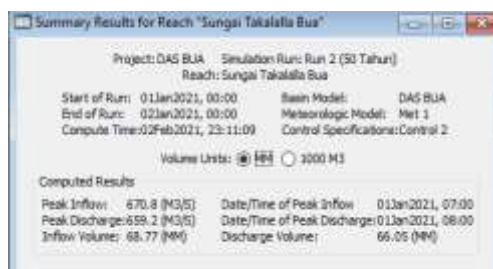 Summary Results for Reach "Sungai Takalalla Bua"
Project: DAS BUA Simulation Run: Run 2 (50 Tahun)
Reach: Sungai Takalalla Bua
Start of Run: 01Jan2021, 00:00 Basin Model: DAS BUA
End of Run: 02Jan2021, 00:00 Meteorologic Model: Met 1
Compute Time:02Feb2021, 23:11:09 Control Specifications:Control 2
Volume Units: MM 1000 M3
Computed Results
Peak Inflow: 670.8 (M3/S) Date/Time of Peak Inflow 01Jan2021, 07:00
Peak Discharge:659.2 (M3/S) Date/Time of Peak Discharge:01Jan2021, 08:00
Inflow Volume: 68.77 (MM) Discharge Volume: 66.05 (MM)